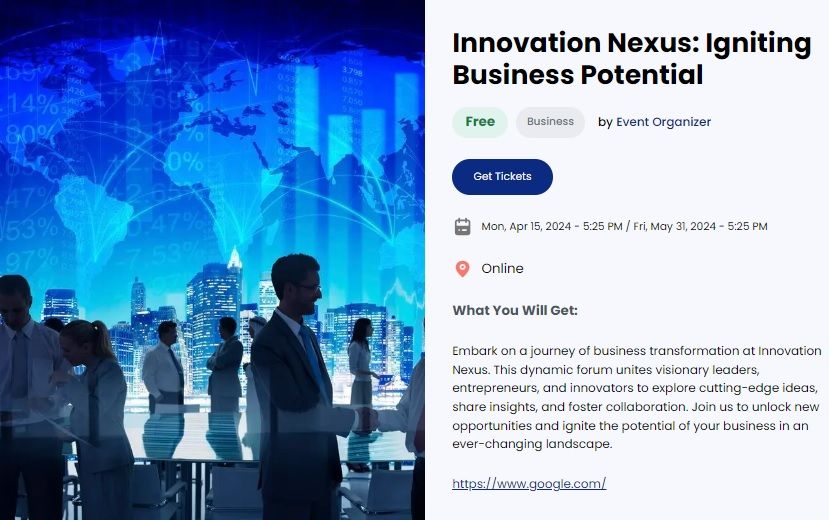 Innovation Nexus: Igniting
Business Potential
Free Business by Event Organizer
Get Tickets
Mon, Apr 15, 2024 - 5:25 PM / Fri, May 31, 2024 - 5:25 PM
Online
What You Will Get:
Embark on a journey of business transformation at Innovation
Nexus. This dynamic forum unites visionary leaders,
entrepreneurs, and innovators to explore cutting-edge ideas,
share insights, and foster collaboration. Join us to unlock new
opportunities and ignite the potential of your business in an
ever-changing landscape.
https://www.google.com/